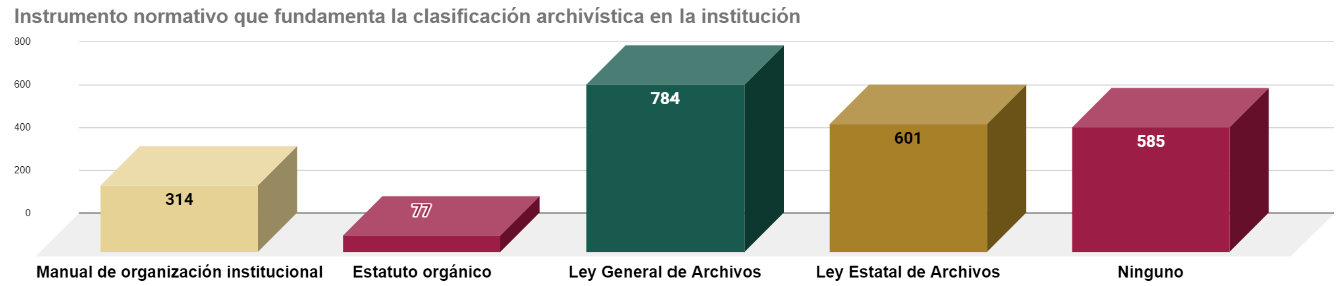 Instrumento normativo que fundamenta la clasificación archivística en la institución
800
600
400
200
0
314
77
784
601
585
Manual de organización institucional
Estatuto orgánico
Ley General de Archivos
Ley Estatal de Archivos
Ninguno